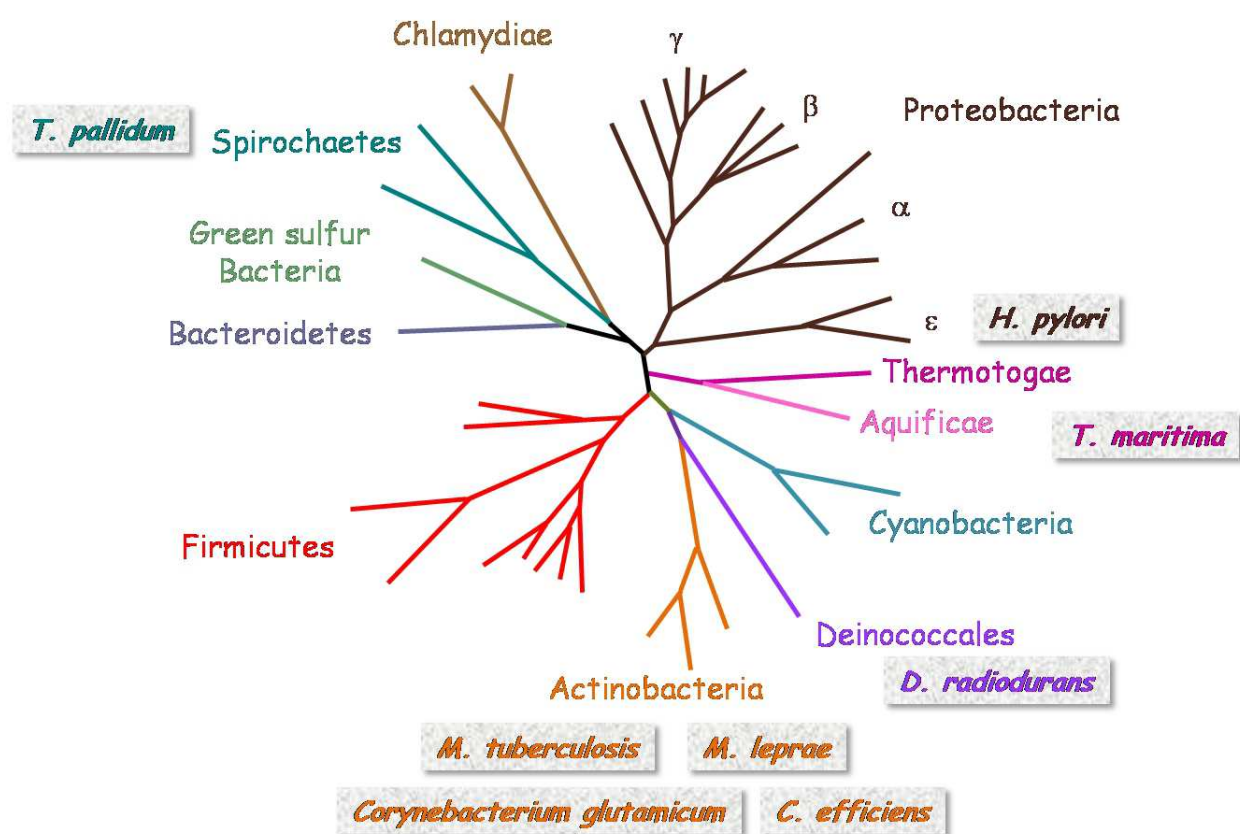 Chlamydiae
γ
β
Proteobacteria
T. pallidum
Spirochaetes
α
Green sulfur
Bacteria
Bacteroidetes
ε
H. pylori
Thermotogae
Aquificae
T. maritima
Cyanobacteria
Firmicutes
Deinococcales
D. radiodurans
Actinobacteria
M. tuberculosis
M. leprae
Corynebacterium glutamicum
C. efficiens